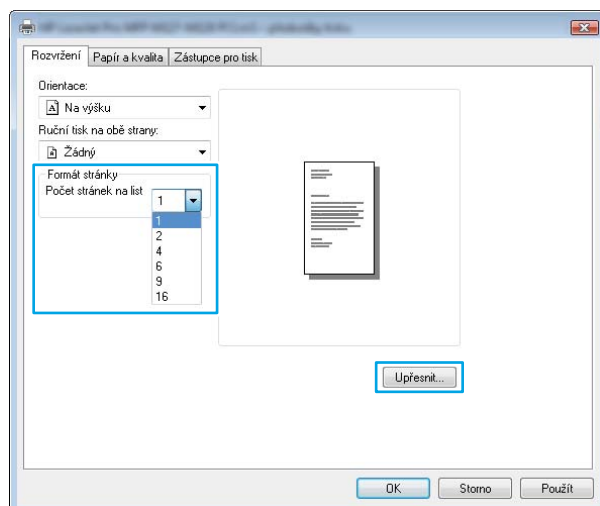 Rozvržení Papír a kvalita Zástupce pro tisk
Orientace:
A Na výšku
Ruční tisk na obě strany:
Žádný
Formát stránky
Počet stránek na list 1
1
2
4
6
9
16
Upřesnit...
OK Storno Použít